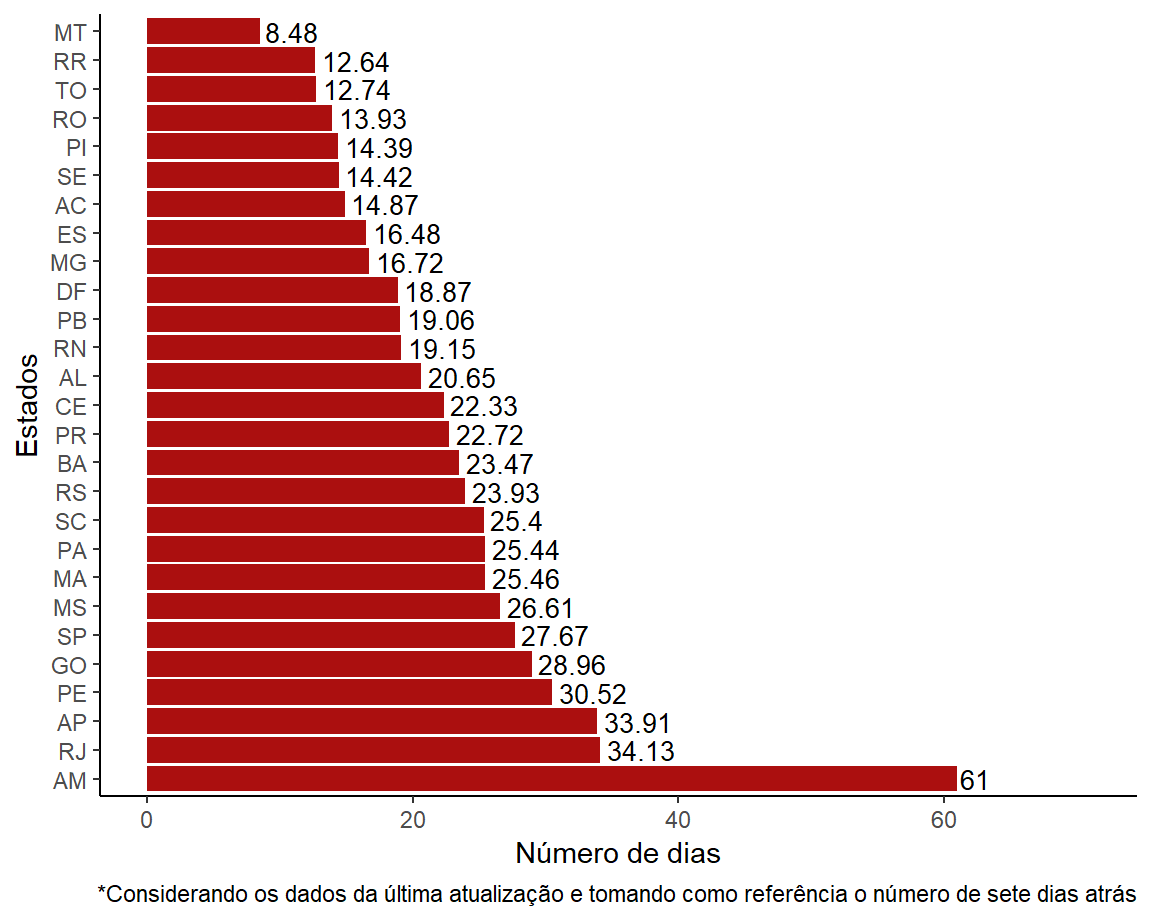 MT 8.48
RR 12.64
TO 12.74
RO 13.93
PI 14.39
SE 14.42
AC 14.87
ES 16.48
MG 16.72
DF 18.87
PB 19.06
RN 19.15
AL 20.65
CE 22.33
PR 22.72
BA 23.47
RS 23.93
SC 25.4
PA 25.44
MA 25.46
MS 26.61
SP 27.67
GO 28.96
PE 30.52
AP 33.91
RJ 34.13
AM 61
Estados
0 20 40 60
Número de dias
*Considerando os dados da última atualização e tomando como referência o número de sete dias atrás